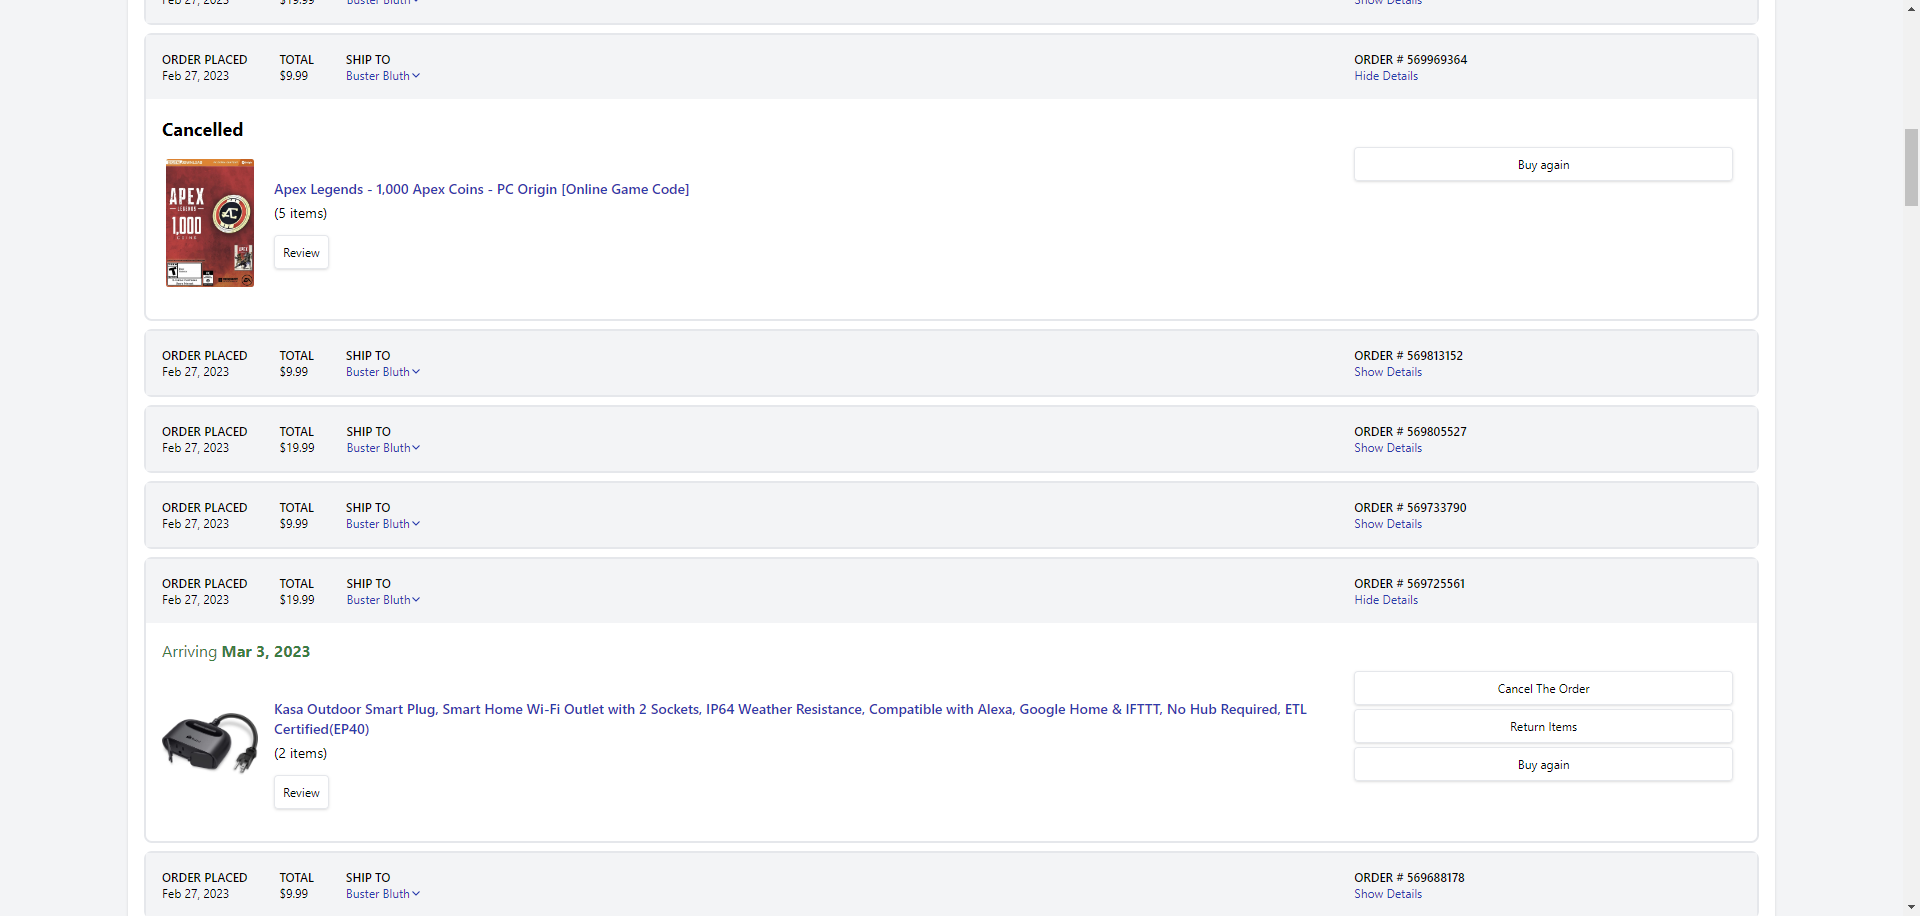 Feb 27, 2023 $19.99 Buster Bluth Show Details
ORDER PLACED TOTAL SHIP TO ORDER # 569969364
Feb 27, 2023 $9.99 Buster Bluth Hide Details
Cancelled
Buy again
APEX
LEGENDS
1,000
COINS
Apex Legends - 1,000 Apex Coins - PC Origin [Online Game Code]
(5 items)
Review
ORDER PLACED TOTAL SHIP TO ORDER # 569813152
Feb 27, 2023 $9.99 Buster Bluth Show Details
ORDER PLACED TOTAL SHIP TO ORDER # 569805527
Feb 27, 2023 $19.99 Buster Bluth Show Details
ORDER PLACED TOTAL SHIP TO ORDER # 569733790
Feb 27, 2023 $9.99 Buster Bluth Show Details
ORDER PLACED TOTAL SHIP TO ORDER # 569725561
Feb 27, 2023 $19.99 Buster Bluth Hide Details
Arriving Mar 3, 2023
Cancel The Order
Return Items
Buy again
Kasa Outdoor Smart Plug, Smart Home Wi-Fi Outlet with 2 Sockets, IP64 Weather Resistance, Compatible with Alexa, Google Home & IFTTT, No Hub Required, ETL
Certified(EP40)
(2 items)
Review
ORDER PLACED TOTAL SHIP TO ORDER # 569688178
Feb 27, 2023 $9.99 Buster Bluth Show Details